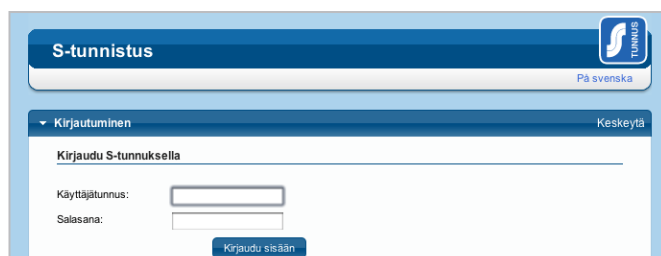 S-tunnistus
S
TUNNUS
På svenska
Kirjautuminen
Keskeytä
Kirjaudu S-tunnuksella
Käyttäjätunnus:
Salasana:
Kirjaudu sisään